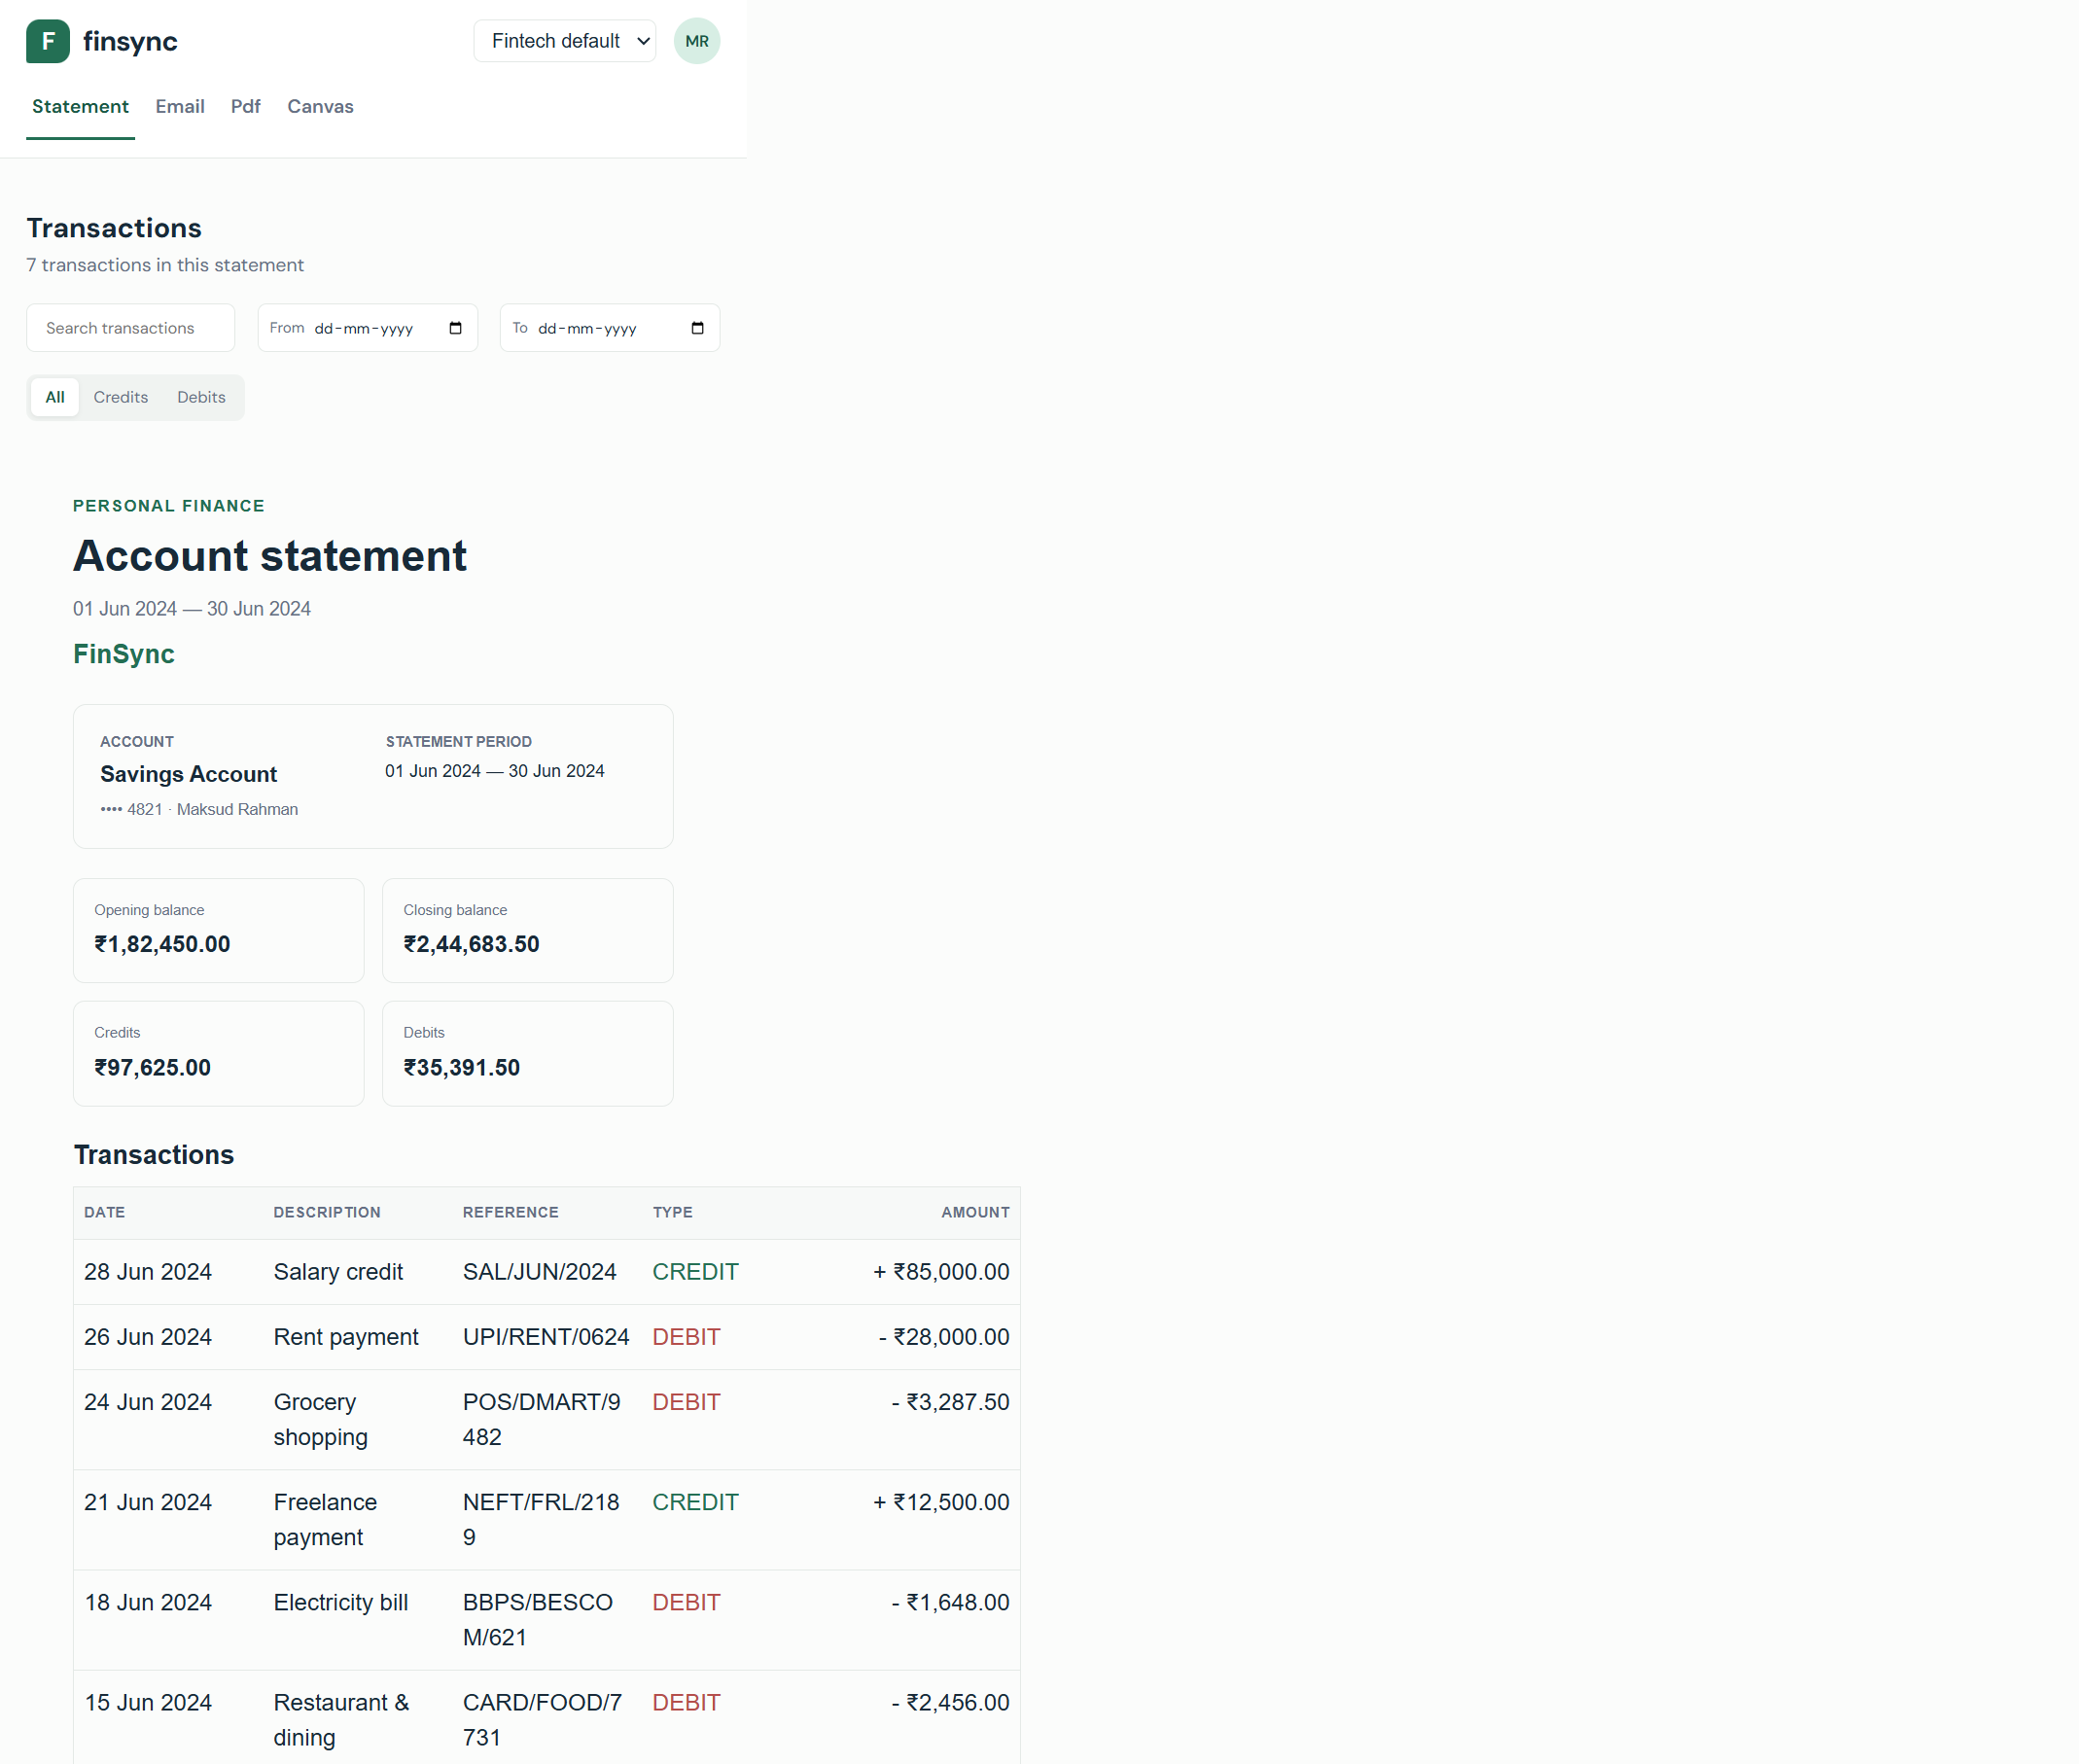 F finsync
Fintech default
MR
Statement Email Pdf Canvas
Transactions
7 transactions in this statement
Search transactions
From dd-mm-yyyy
To dd-mm-yyyy
All Credits Debits
PERSONAL FINANCE
Account statement
01 Jun 2024 — 30 Jun 2024
FinSync
ACCOUNT
Savings Account
•••• 4821 · Maksud Rahman
STATEMENT PERIOD
01 Jun 2024 — 30 Jun 2024
Opening balance
₹1,82,450.00
Closing balance
₹2,44,683.50
Credits
₹97,625.00
Debits
₹35,391.50
Transactions
DATE DESCRIPTION REFERENCE TYPE AMOUNT
28 Jun 2024 Salary credit SAL/JUN/2024 CREDIT + ₹85,000.00
26 Jun 2024 Rent payment UPI/RENT/0624 DEBIT - ₹28,000.00
24 Jun 2024 Grocery POS/DMART/9 DEBIT - ₹3,287.50
shopping 482
21 Jun 2024 Freelance NEFT/FRL/218 CREDIT + ₹12,500.00
payment 9
18 Jun 2024 Electricity bill BBPS/BESCO DEBIT - ₹1,648.00
M/621
15 Jun 2024 Restaurant & CARD/FOOD/7 DEBIT - ₹2,456.00
dining 731